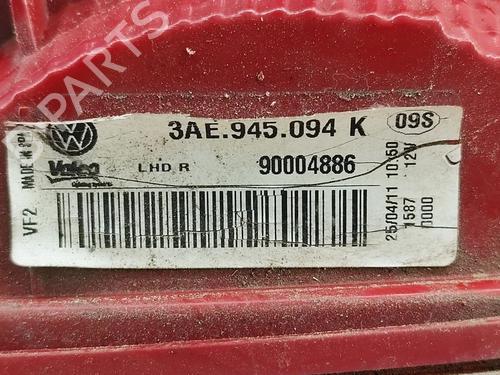 B-PARTS
VF2
MADE IN
Valeo
3AE.945.094 K
09S
LHD R
90004886
25/04/11 10:50
12V
1587
0000